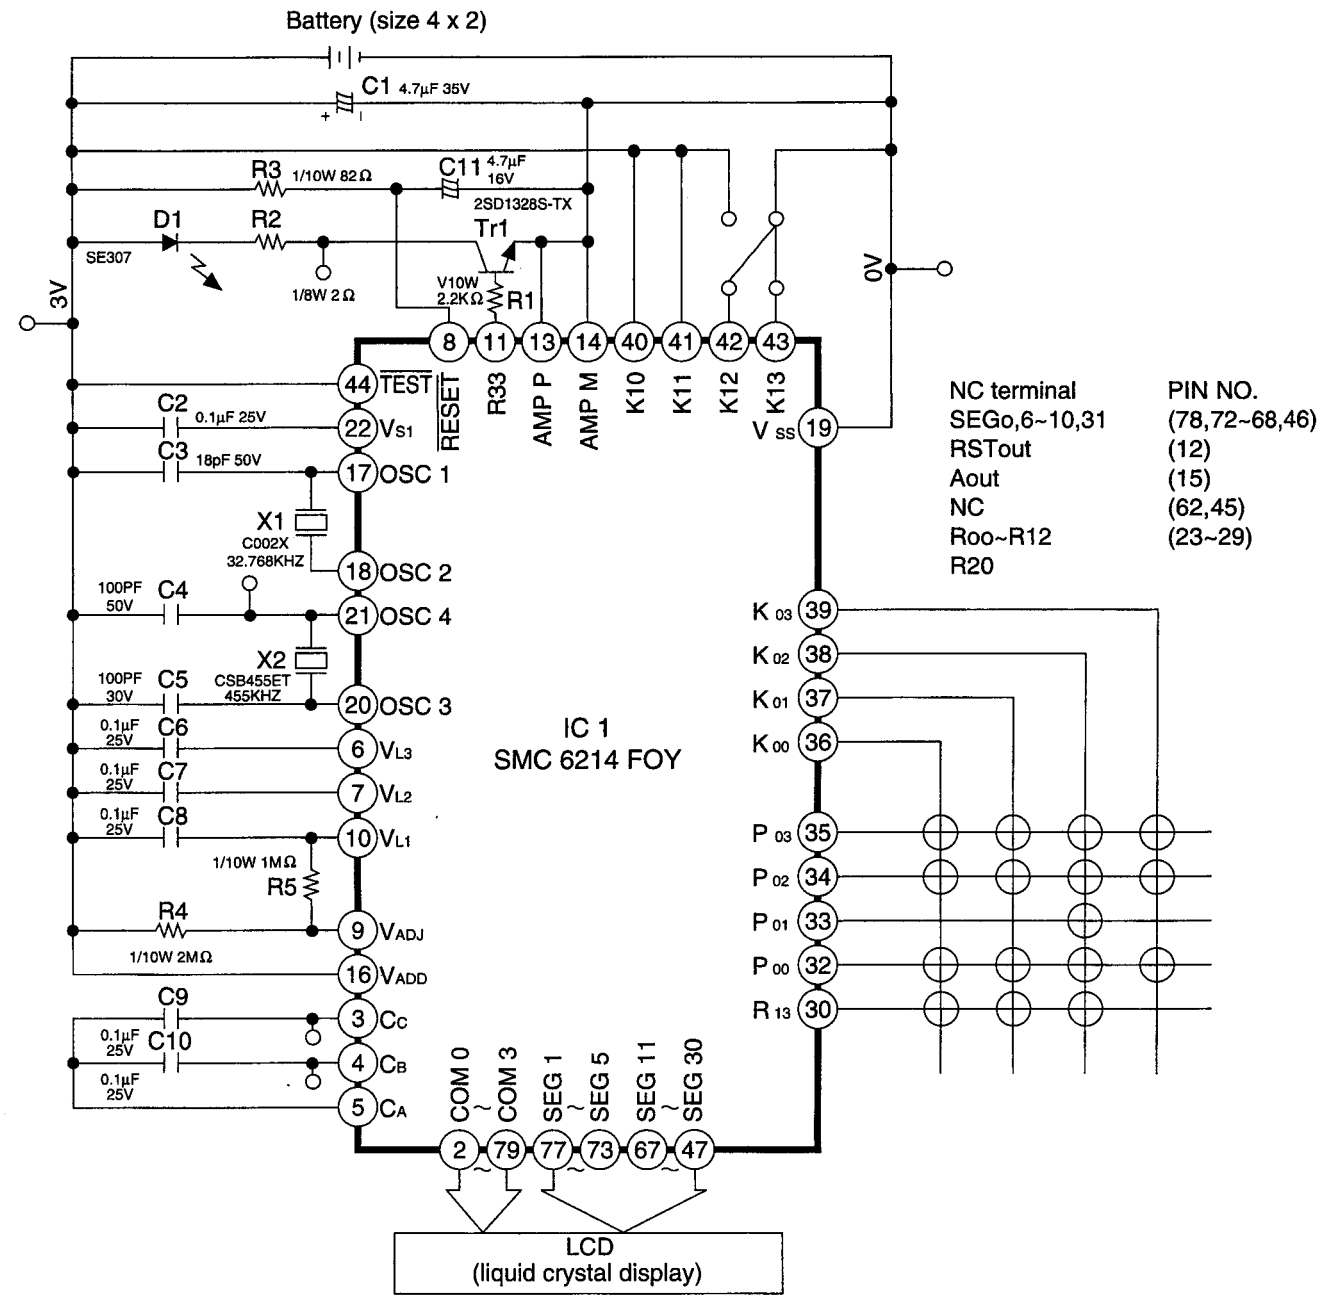 Battery (size 4 x 2)
C1 4.7µF 35V
+
R3 1/10W 82Ω
C11 4.7µF
16V
2SD1328S-TX
D1
R2
Tr1
SE307
1/8W 2Ω
V10W
2.2KΩ
R1
3V
0V
8
11
13
14
40
41
42
43
RESET
R33
AMP P
AMP M
K10
K11
K12
K13
44 TEST
C2 0.1µF 25V
22 VS1
C3 18pF 50V
17 OSC 1
X1
C002X
32.768KHZ
18 OSC 2
100PF
50V
C4
21 OSC 4
X2
CSB455ET
455KHZ
100PF
30V
C5
20 OSC 3
0.1µF
25V
C6
6 VL3
0.1µF
25V
C7
7 VL2
0.1µF
25V
C8
10 VL1
1/10W 1MΩ
R5
R4
1/10W 2MΩ
9 VADJ
16 VADD
C9
3 CC
0.1µF
25V
C10
4 CB
0.1µF
25V
5 CA
IC 1
SMC 6214 FOY
V SS 19
NC terminal PIN NO.
SEGo,6~10,31 (78,72~68,46)
RSTout (12)
Aout (15)
NC (62,45)
Roo~R12 (23~29)
R20
K 03 39
K 02 38
K 01 37
K 00 36
P 03 35
P 02 34
P 01 33
P 00 32
R 13 30
COM 0 ~ COM 3
SEG 1 ~ SEG 5
SEG 11 ~ SEG 30
2 ~ 79 77 ~ 73 67 ~ 47
LCD
(liquid crystal display)